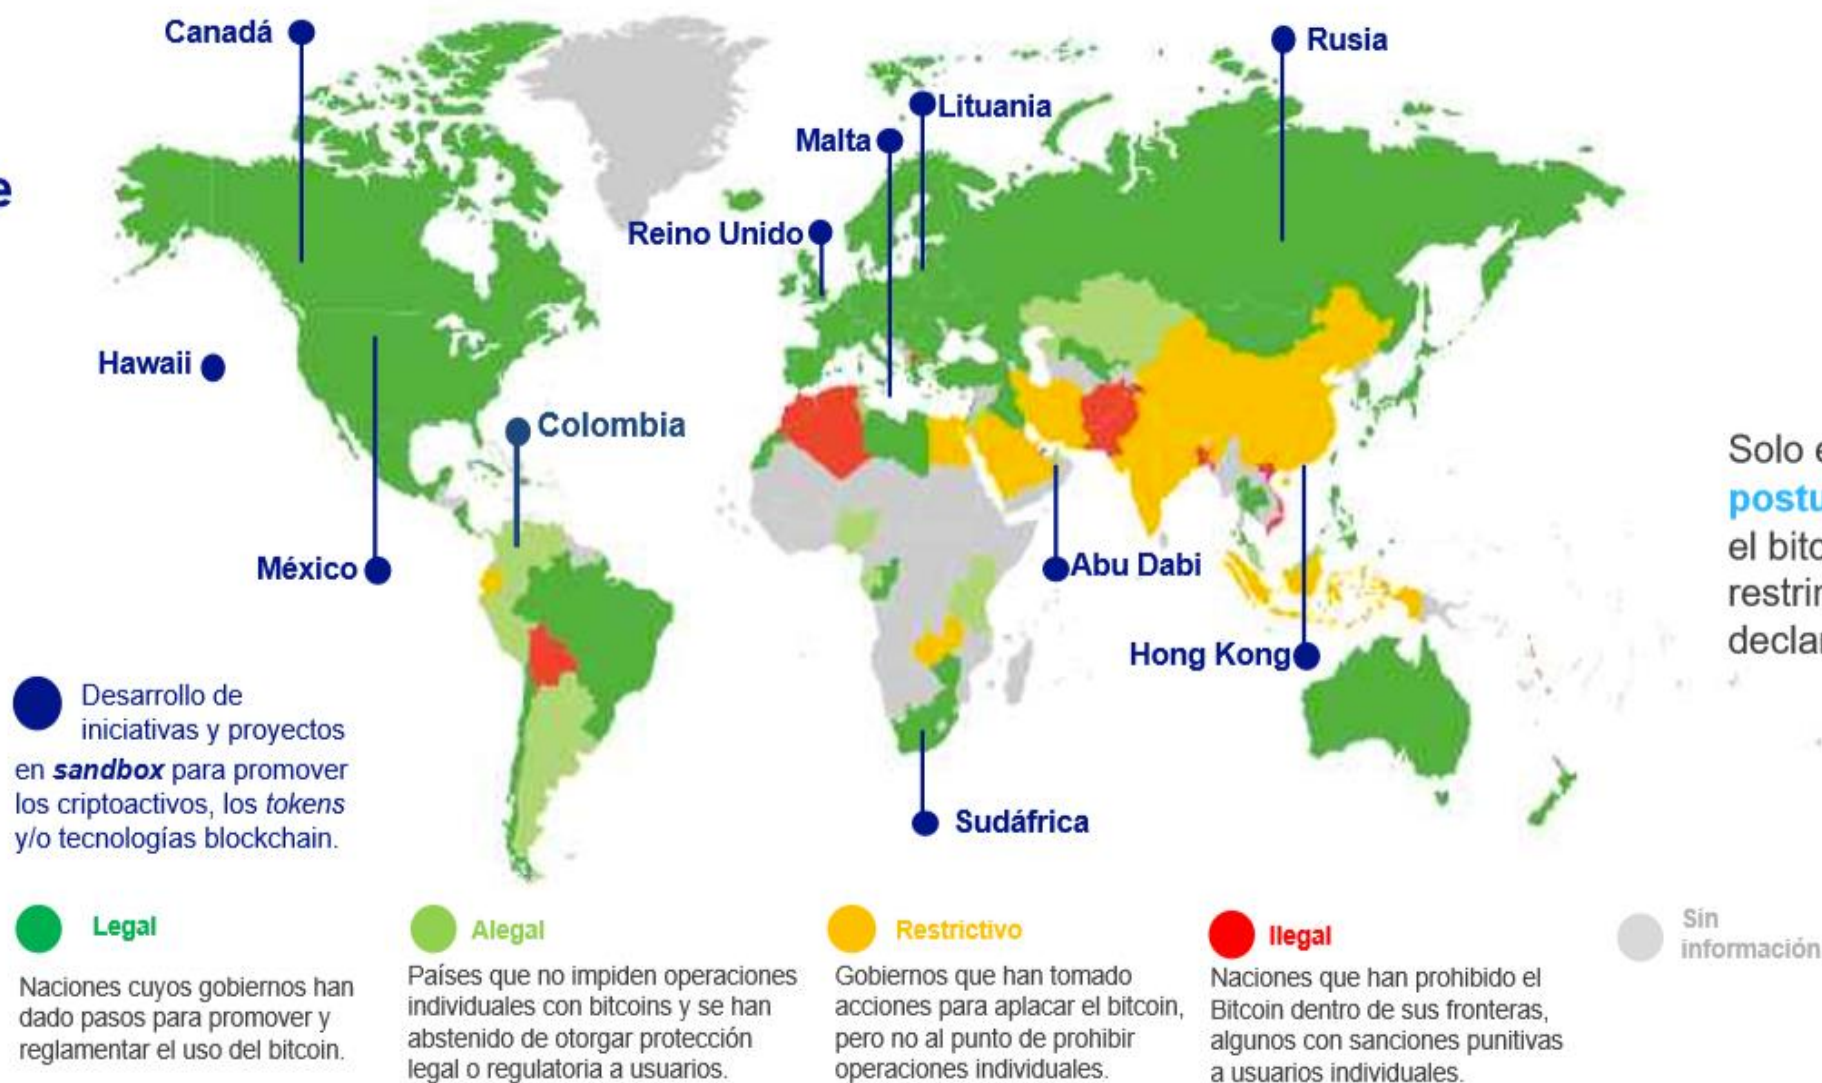 Canadá
Rusia
Lituania
Malta
e
Reino Unido
Hawaii
Colombia
Solo e
postu
el bitc
restrin
declar
México
Abu Dabi
Hong Kong
Sudáfrica
Desarrollo de
iniciativas y proyectos
en sandbox para promover
los criptoactivos, los tokens
y/o tecnologías blockchain.
Legal
Naciones cuyos gobiernos han
dado pasos para promover y
reglamentar el uso del bitcoin.
Alegal
Países que no impiden operaciones
individuales con bitcoins y se han
abstenido de otorgar protección
legal o regulatoria a usuarios.
Restrictivo
Gobiernos que han tomado
acciones para aplacar el bitcoin,
pero no al punto de prohibir
operaciones individuales.
Ilegal
Naciones que han prohibido el
Bitcoin dentro de sus fronteras,
algunos con sanciones punitivas
a usuarios individuales.
Sin
información